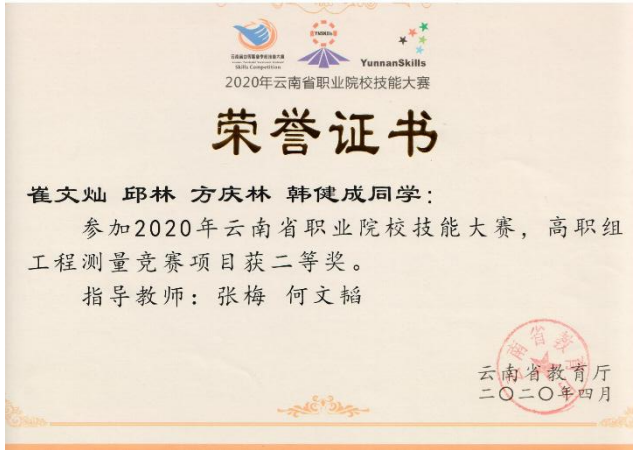 YNSKILLS
Skills Competition
YunnanSkills
2020年云南省职业院校技能大赛
荣誉证书
崔文灿 邱林 方庆林 韩健成同学：
参加2020年云南省职业院校技能大赛，高职组
工程测量竞赛项目获二等奖。
指导教师：张梅 何文韬
云南省教育厅
二〇二〇年四月